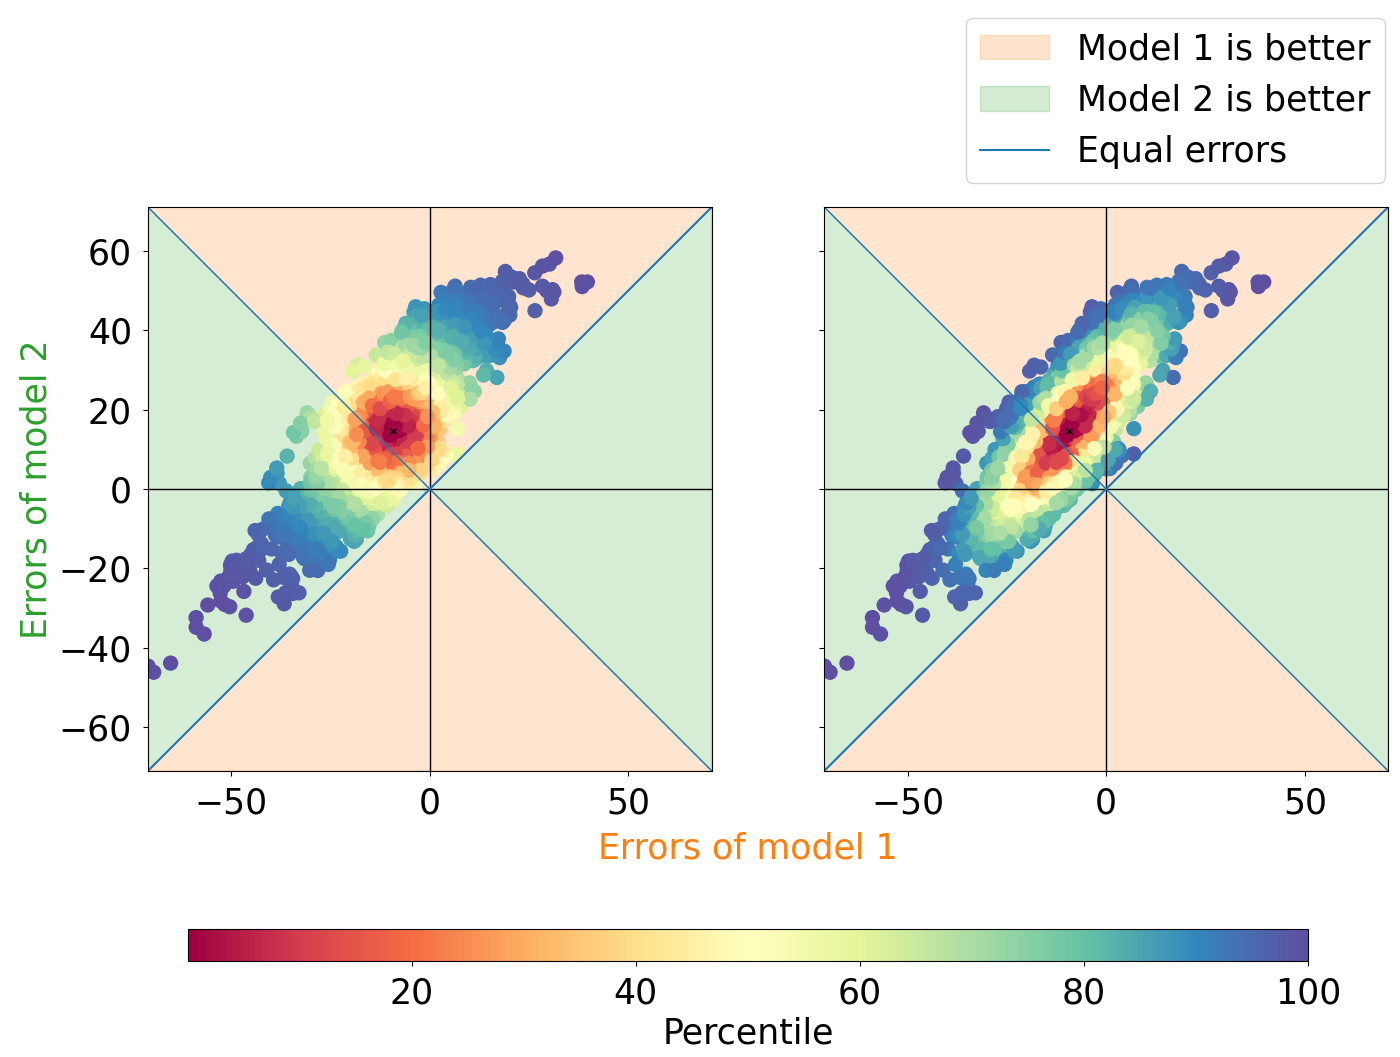 Model 1 is better
Model 2 is better
Equal errors
Errors of model 2
60
40
20
0
−20
−40
−60
−50 0 50
−50 0 50
Errors of model 1
20 40 60 80 100
Percentile